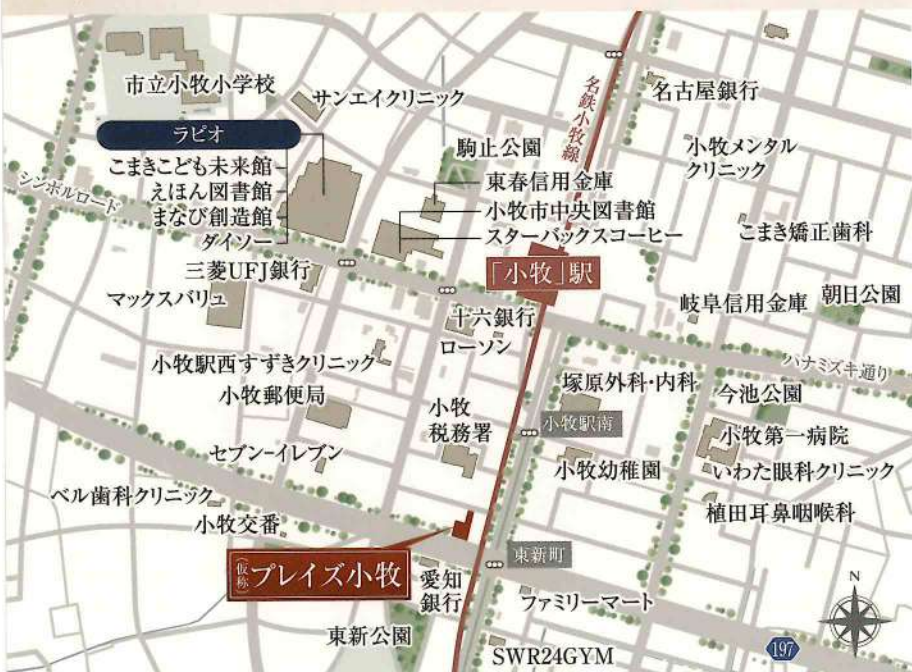 市立小牧小学校
サンエイクリニック
名鉄小牧線
名古屋銀行
ラピオ
こまきこども未来館
えほん図書館
まなび創造館
ダイソー
シンボルロード
駒止公園
東春信用金庫
小牧市中央図書館
スターバックスコーヒー
小牧メンタル
クリニック
こまき矯正歯科
三菱UFJ銀行
マックスバリュ
「小牧」駅
岐阜信用金庫
朝日公園
十六銀行
ローソン
ハナミズキ通り
小牧駅西すずきクリニック
小牧郵便局
小牧
税務署
塚原外科・内科
今池公園
小牧駅南
小牧第一病院
セブン-イレブン
小牧幼稚園
いわた眼科クリニック
ベル歯科クリニック
小牧交番
植田耳鼻咽喉科
仮称
プレイズ小牧
愛知
銀行
東新町
ファミリーマート
東新公園
SWR24GYM
N
197